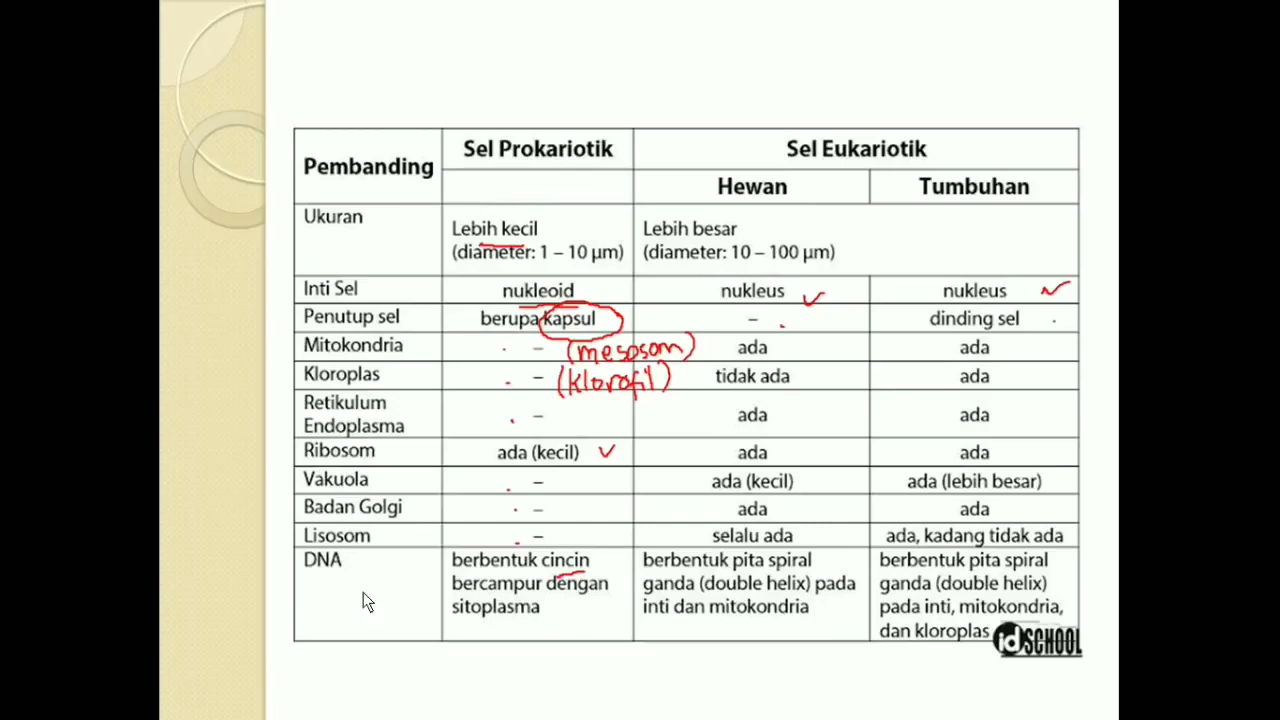 Pembanding
Sel Prokariotik
Sel Eukariotik
Hewan
Tumbuhan
Ukuran
Lebih kecil
(diameter: 1 – 10 µm)
Lebih besar
(diameter: 10 – 100 µm)
Inti Sel
nukleoid
nukleus
nukleus
Penutup sel
berupa kapsul
–
dinding sel
Mitokondria
–
(mesosom)
ada
ada
Kloroplas
–
(klorofil)
tidak ada
ada
Retikulum
Endoplasma
–
ada
ada
Ribosom
ada (kecil)
ada
ada
Vakuola
–
ada (kecil)
ada (lebih besar)
Badan Golgi
–
ada
ada
Lisosom
–
selalu ada
ada, kadang tidak ada
DNA
berbentuk cincin
bercampur dengan
sitoplasma
berbentuk pita spiral
ganda (double helix) pada
inti dan mitokondria
berbentuk pita spiral
ganda (double helix)
pada inti, mitokondria,
dan kloroplas
idSCHOOL